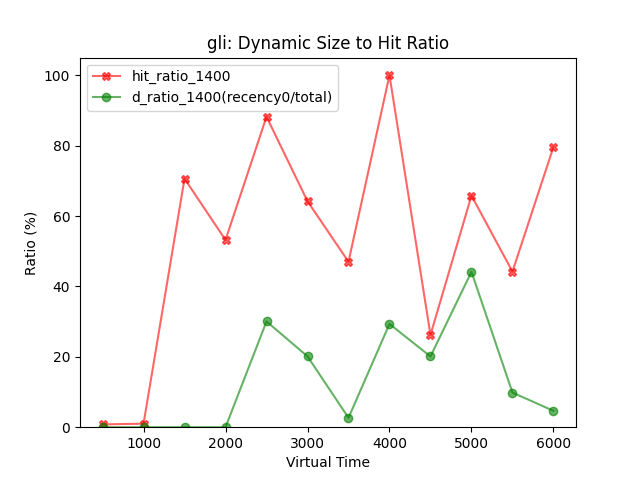 gli: Dynamic Size to Hit Ratio
hit_ratio_1400
d_ratio_1400(recency0/total)
Ratio (%)
100
80
60
40
20
0
1000 2000 3000 4000 5000 6000
Virtual Time